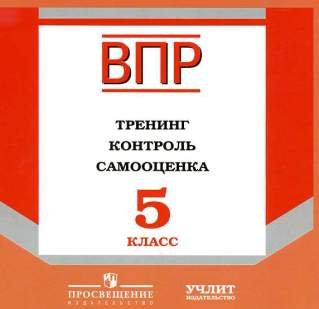 ВПР
ТРЕНИНГ
КОНТРОЛЬ
САМООЦЕНКА
5
КЛАСС
ПРОСВЕЩЕНИЕ
ИЗДАТЕЛЬСТВО
УЧЛИТ
ИЗДАТЕЛЬСТВО